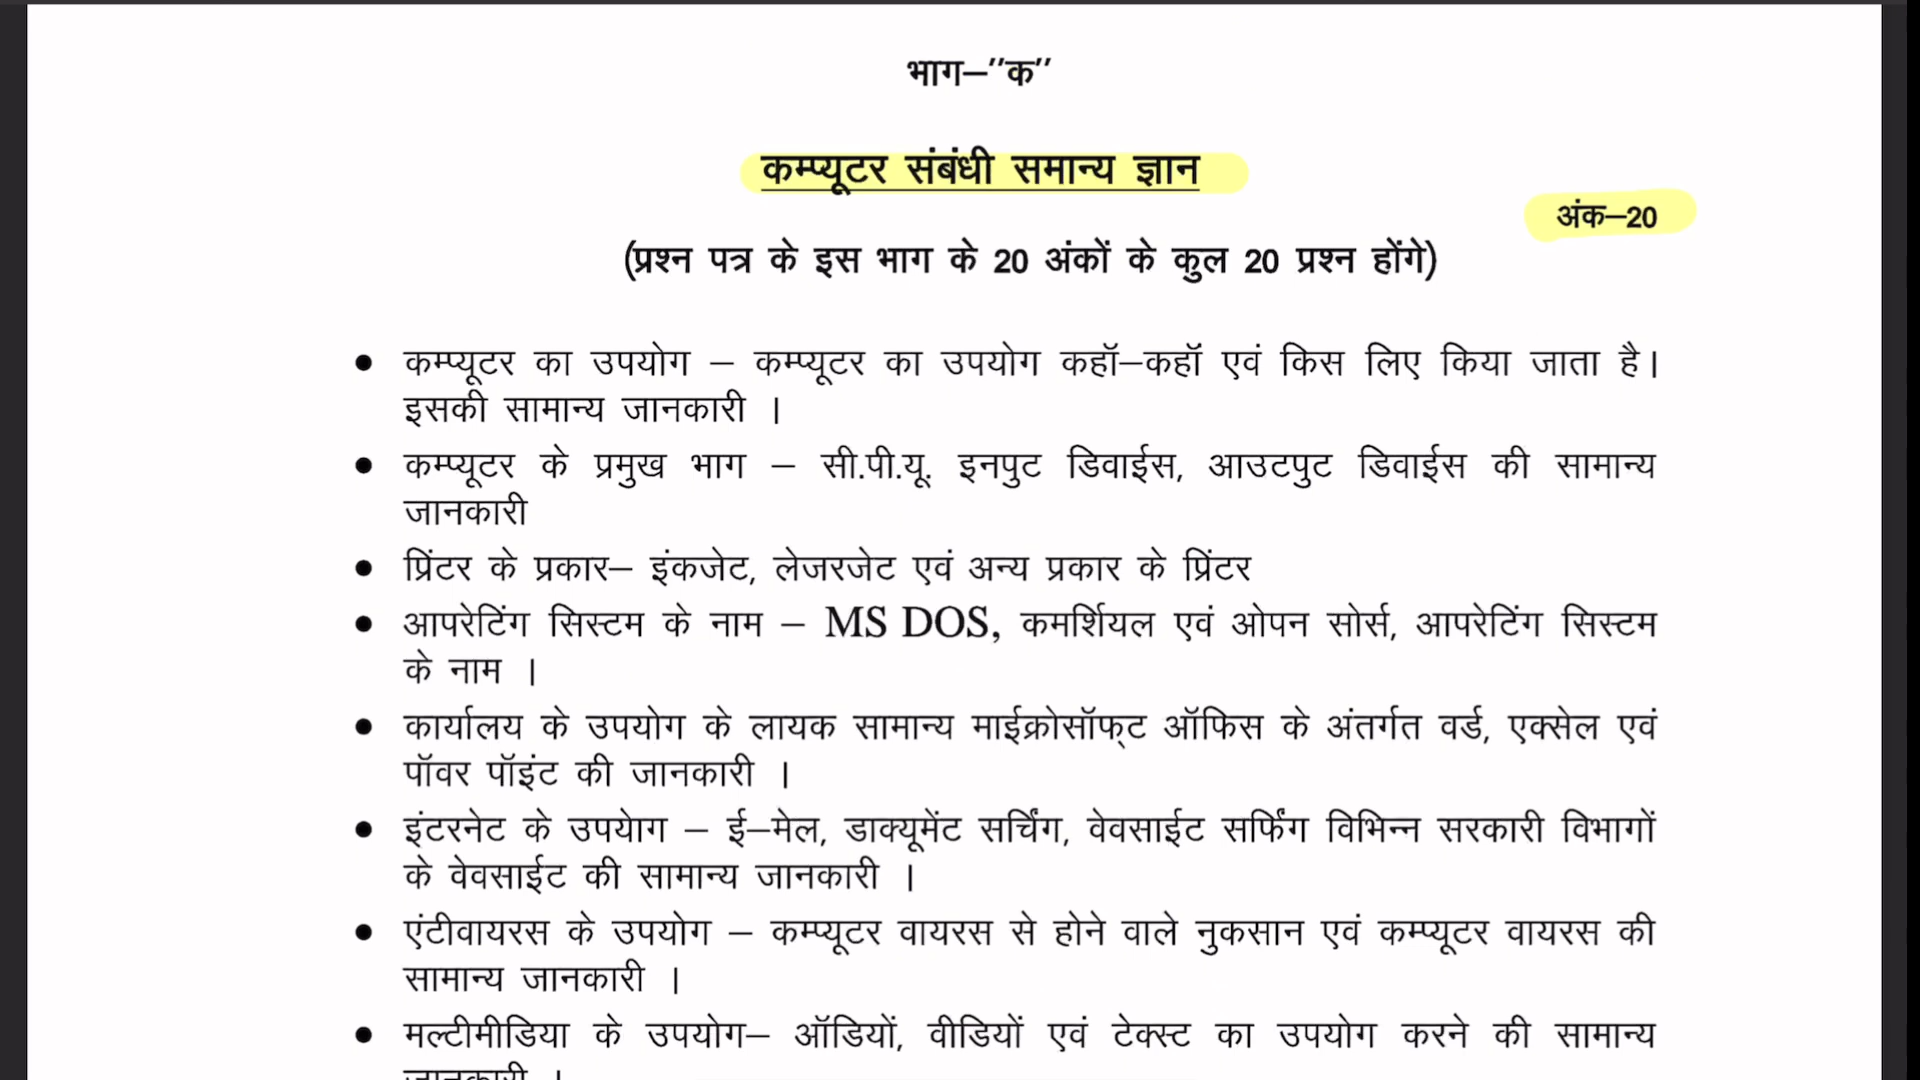 भाग–"क"
कम्प्यूटर संबंधी समान्य ज्ञान
अंक–20
(प्रश्न पत्र के इस भाग के 20 अंकों के कुल 20 प्रश्न होंगे)
● कम्प्यूटर का उपयोग – कम्प्यूटर का उपयोग कहॉ–कहॉ एवं किस लिए किया जाता है।
इसकी सामान्य जानकारी ।
● कम्प्यूटर के प्रमुख भाग – सी.पी.यू. इनपुट डिवाईस, आउटपुट डिवाईस की सामान्य
जानकारी
● प्रिंटर के प्रकार– इंकजेट, लेजरजेट एवं अन्य प्रकार के प्रिंटर
● आपरेटिंग सिस्टम के नाम – MS DOS, कमर्शियल एवं ओपन सोर्स, आपरेटिंग सिस्टम
के नाम ।
● कार्यालय के उपयोग के लायक सामान्य माईक्रोसॉफ्ट ऑफिस के अंतर्गत वर्ड, एक्सेल एवं
पॉवर पॉइंट की जानकारी ।
● इंटरनेट के उपयेाग – ई–मेल, डाक्यूमेंट सर्चिंग, वेवसाईट सर्फिंग विभिन्न सरकारी विभागों
के वेवसाईट की सामान्य जानकारी ।
● एंटीवायरस के उपयोग – कम्प्यूटर वायरस से होने वाले नुकसान एवं कम्प्यूटर वायरस की
सामान्य जानकारी ।
● मल्टीमीडिया के उपयोग– ऑडियों, वीडियों एवं टेक्स्ट का उपयोग करने की सामान्य
जानकारी ।